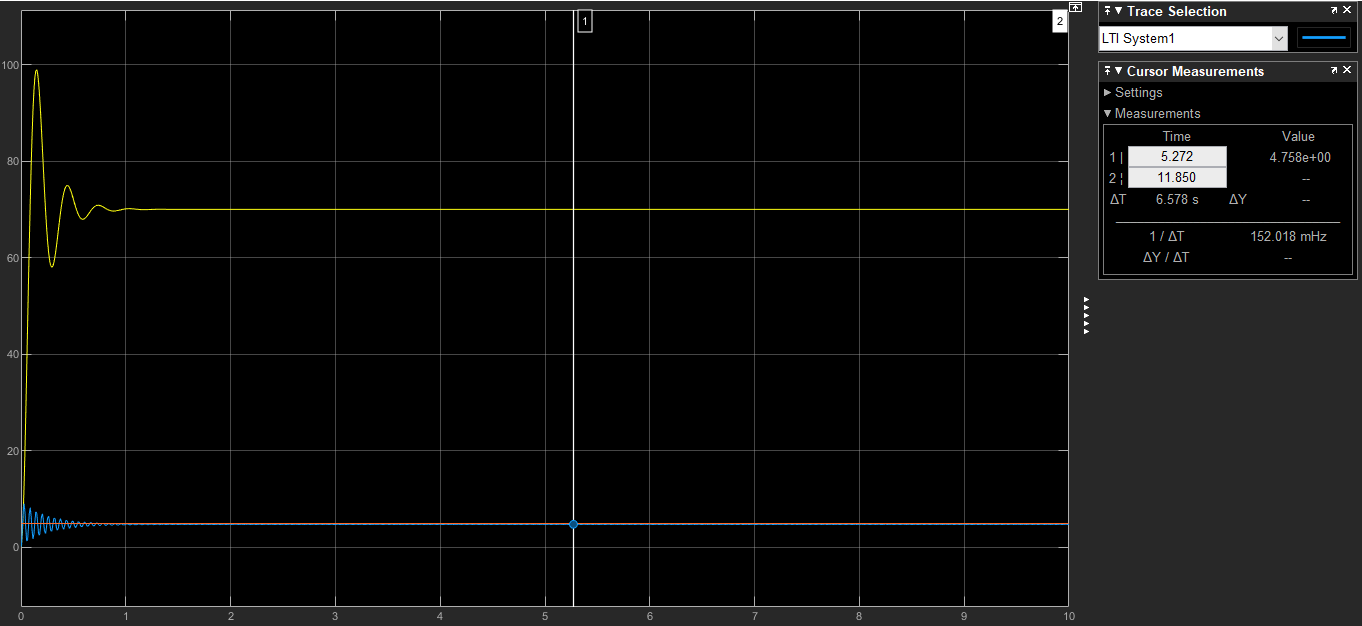 1
2
100
80
60
40
20
0
0 1 2 3 4 5 6 7 8 9 10
Trace Selection
LTI System1
Cursor Measurements
Settings
Measurements
Time Value
1 | 5.272 4.758e+00
2 ¦ 11.850 --
ΔT 6.578 s ΔY --
1 / ΔT 152.018 mHz
ΔY / ΔT --